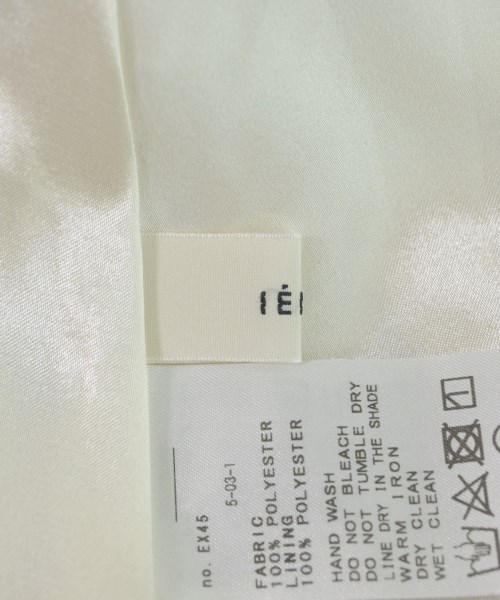 no. EX45
5-03-1
FABRIC
100% POLYESTER
LINING
100% POLYESTER
HAND WASH
DO NOT BLEACH
DO NOT TUMBLE DRY
LINE DRY IN THE SHADE
WARM IRON
DRY CLEAN
WET CLEAN